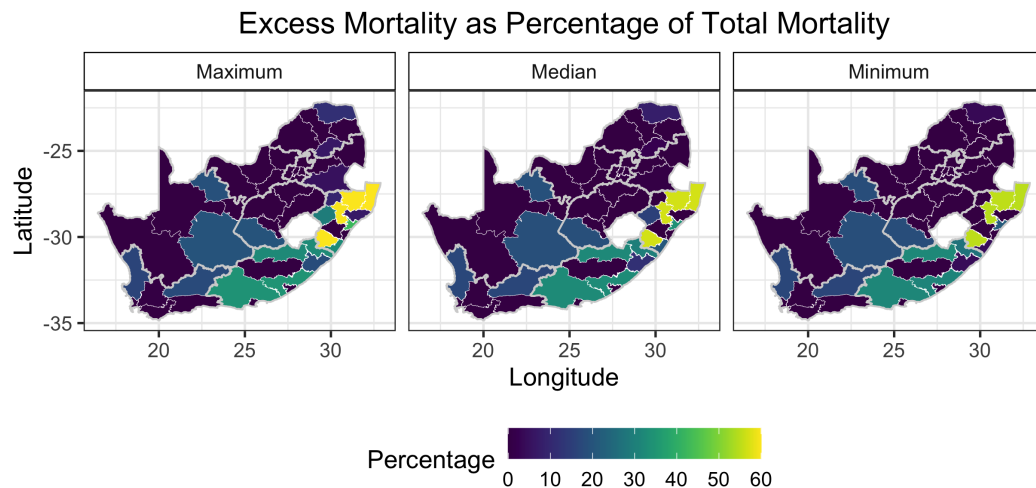 Excess Mortality as Percentage of Total Mortality
Maximum Median Minimum
Latitude
-25
-30
-35
20 25 30 20 25 30 20 25 30
Longitude
Percentage
0 10 20 30 40 50 60